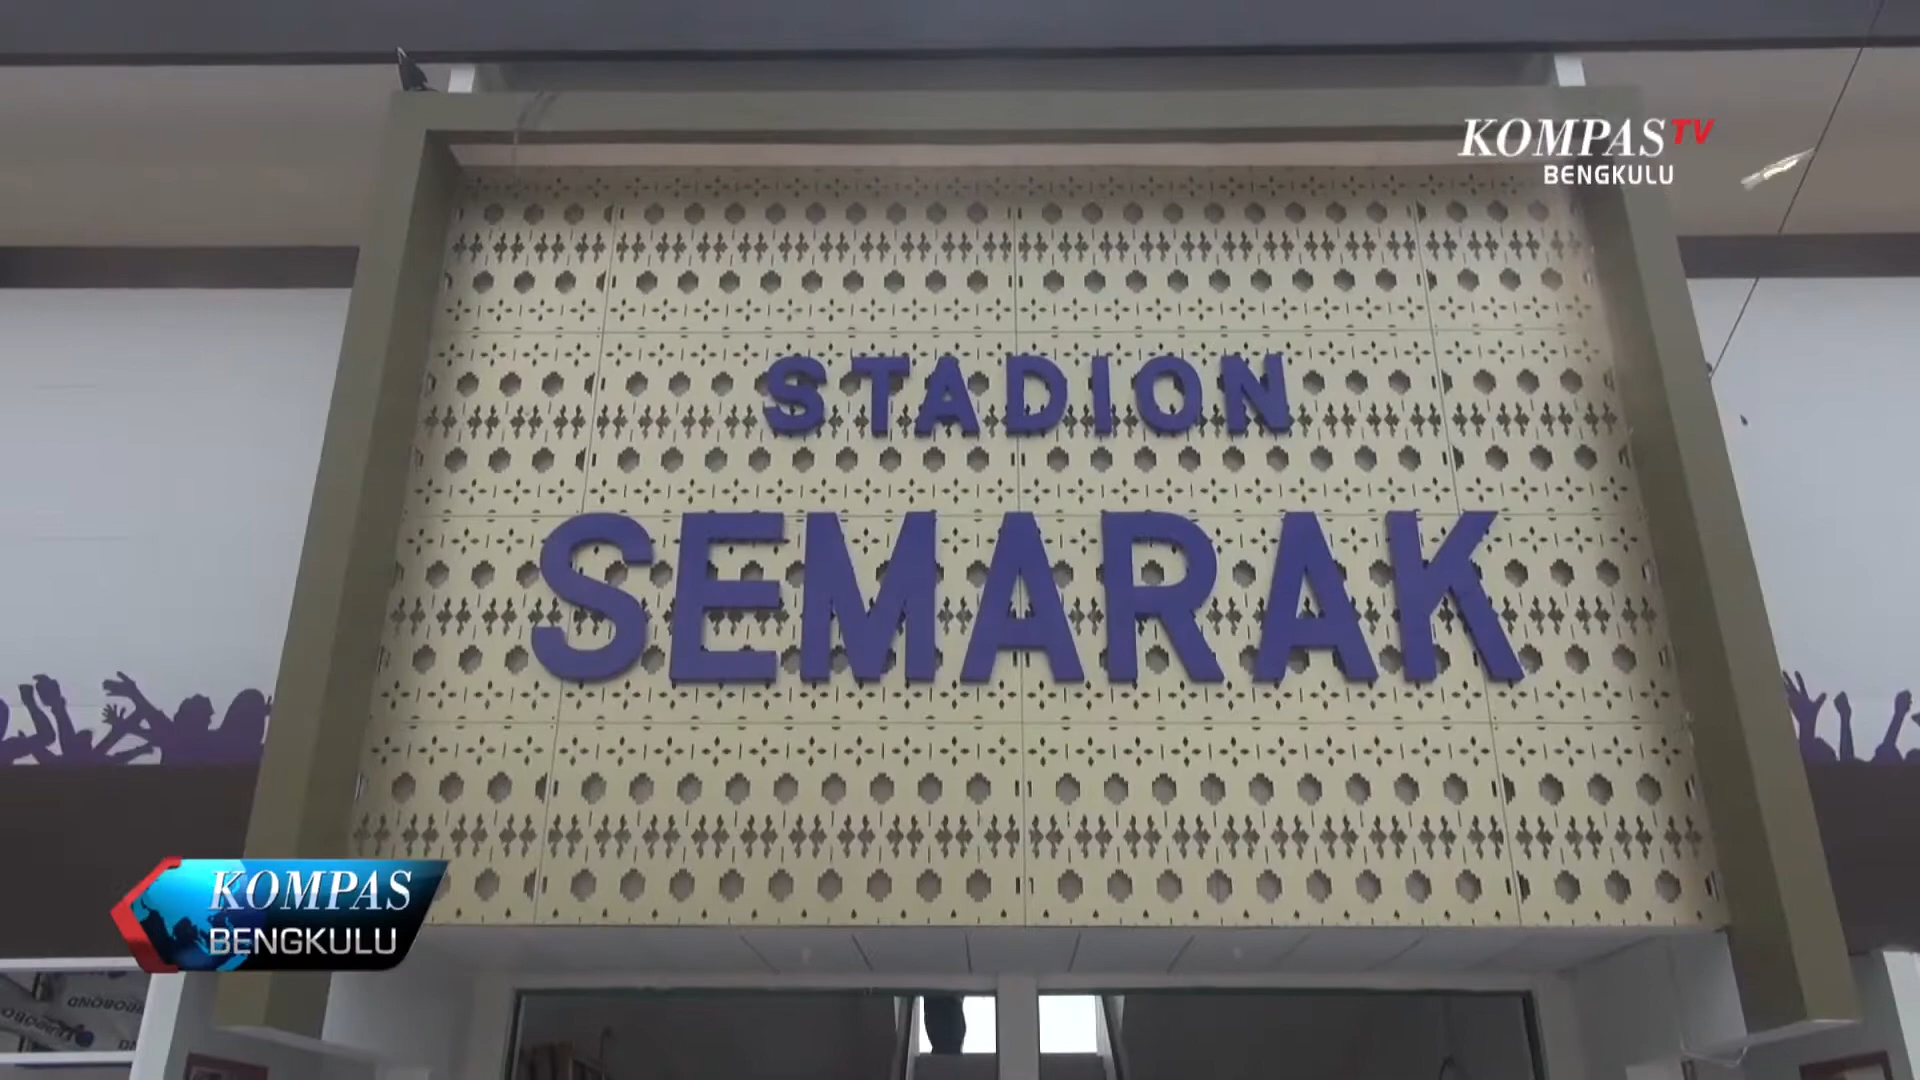 KOMPAS TV
BENGKULU
STADION
SEMARAK
KOMPAS
BENGKULU